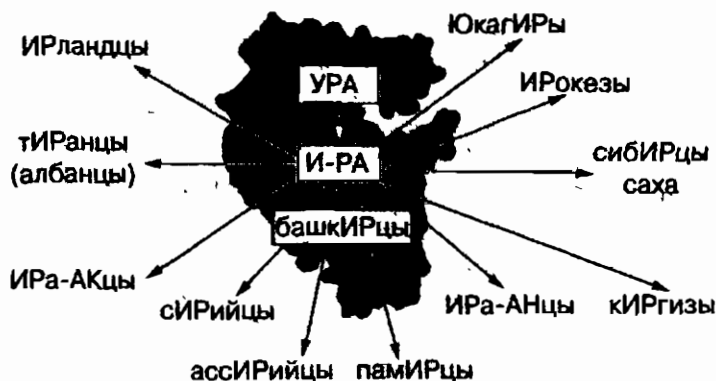 ЮкагИРы
ИРландцы
УРА
ИРокезы
тИРанцы
(албанцы)
И-РА
сибИРцы
саха
башкИРцы
ИРа-АКцы
сИРийцы
ИРа-АНцы
кИРгизы
ассИРийцы
памИРцы